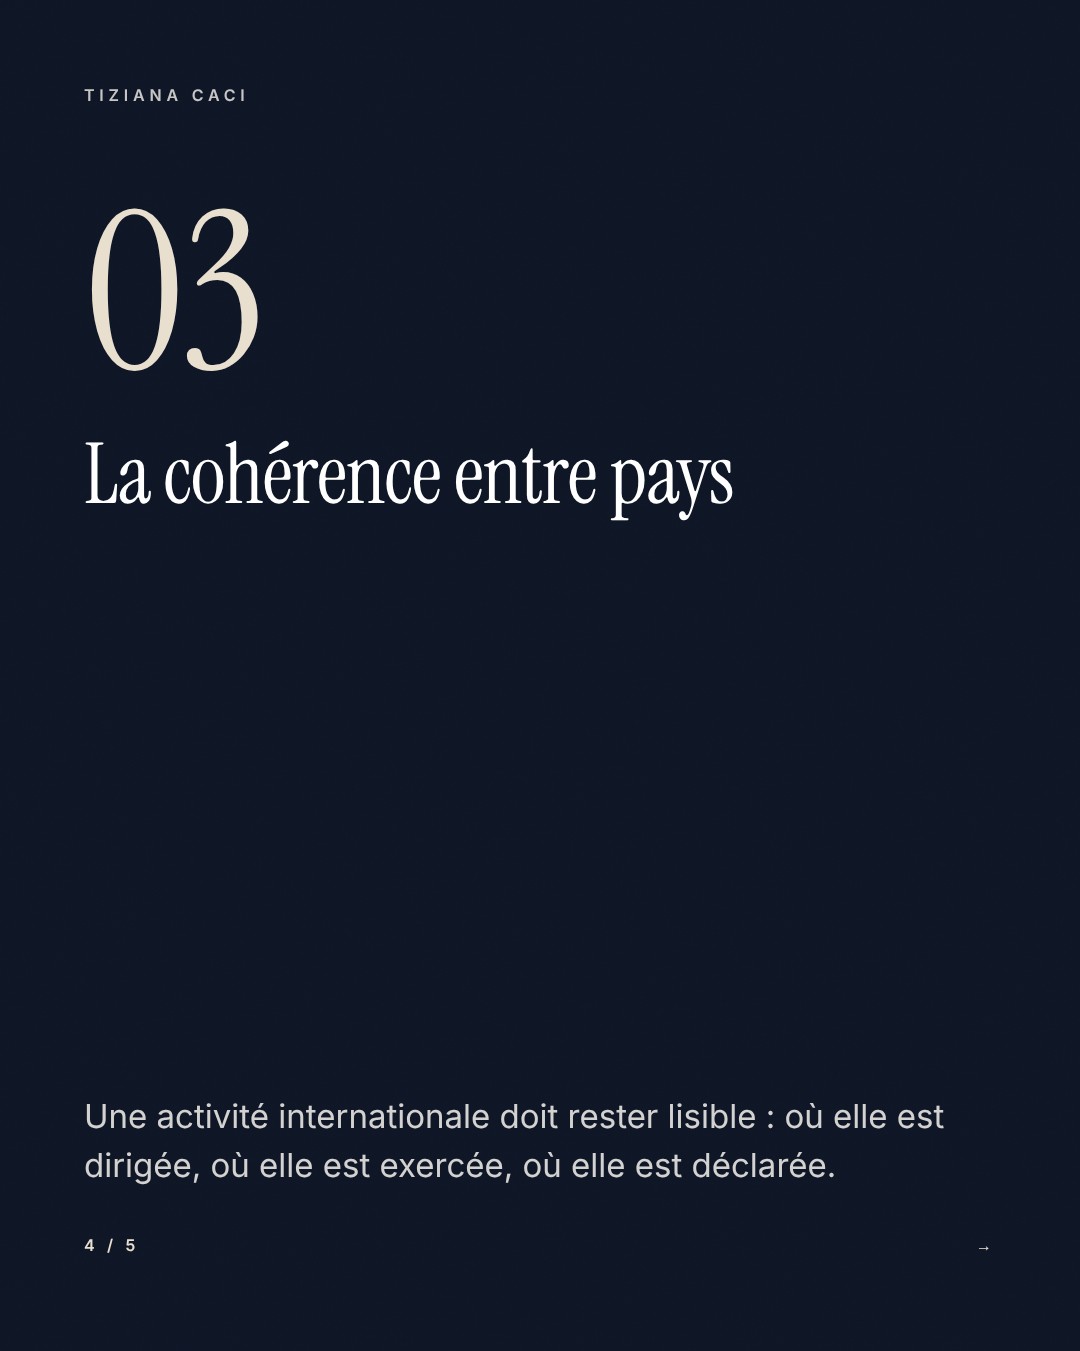 TIZIANA CACI
03
La cohérence entre pays
Une activité internationale doit rester lisible : où elle est
dirigée, où elle est exercée, où elle est déclarée.
4 / 5
→